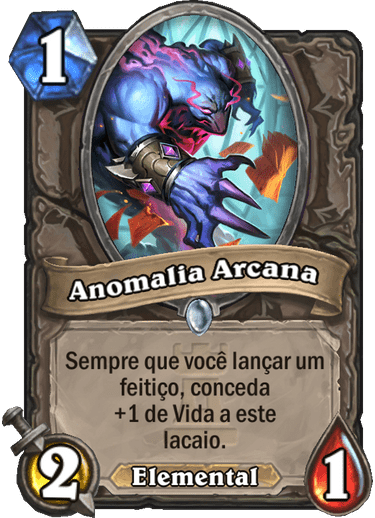 1
Anomalia Arcana
Sempre que você lançar um
feitiço, conceda
+1 de Vida a este
lacaio.
2
Elemental
1